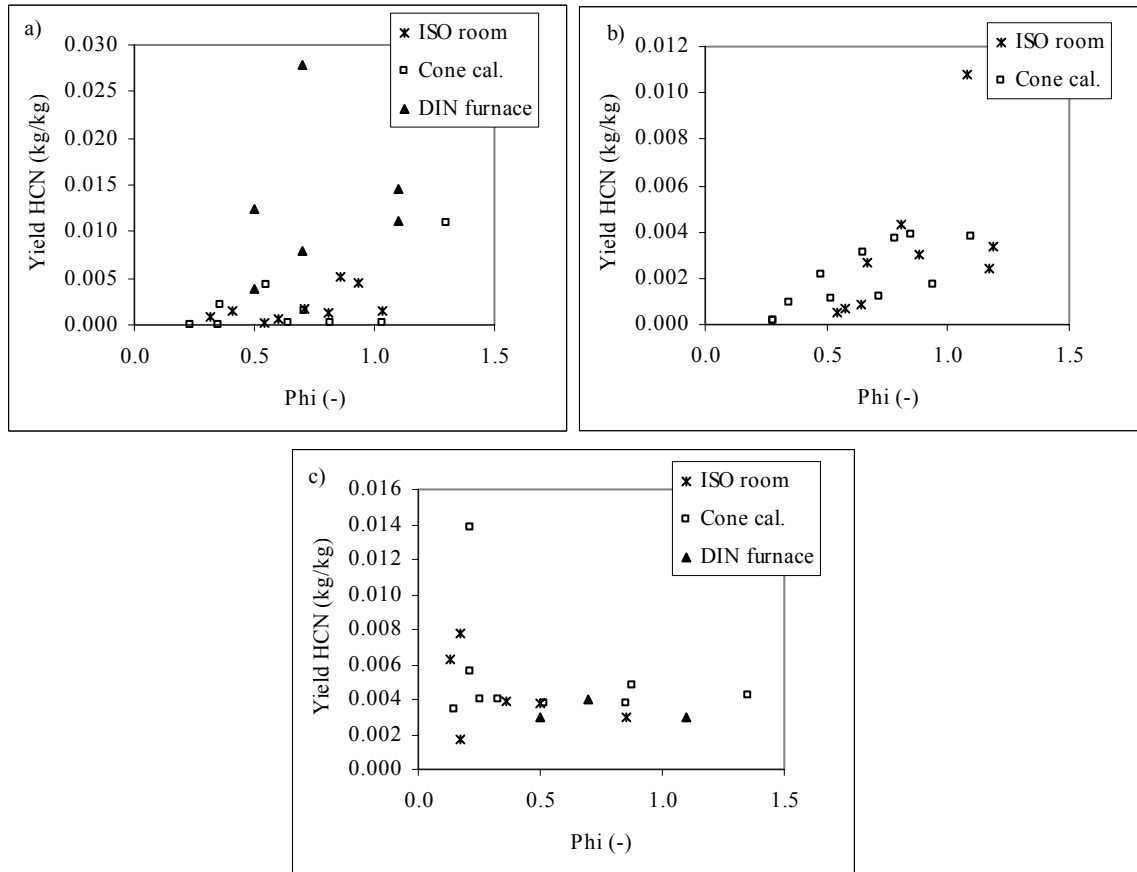 a)
ISO room
Cone cal.
DIN furnace
Yield HCN (kg/kg)
0.030
0.025
0.020
0.015
0.010
0.005
0.000
0.0 0.5 1.0 1.5
Phi (-)
b)
ISO room
Cone cal.
Yield HCN (kg/kg)
0.012
0.010
0.008
0.006
0.004
0.002
0.000
0.0 0.5 1.0 1.5
Phi (-)
c)
ISO room
Cone cal.
DIN furnace
Yield HCN (kg/kg)
0.016
0.014
0.012
0.010
0.008
0.006
0.004
0.002
0.000
0.0 0.5 1.0 1.5
Phi (-)